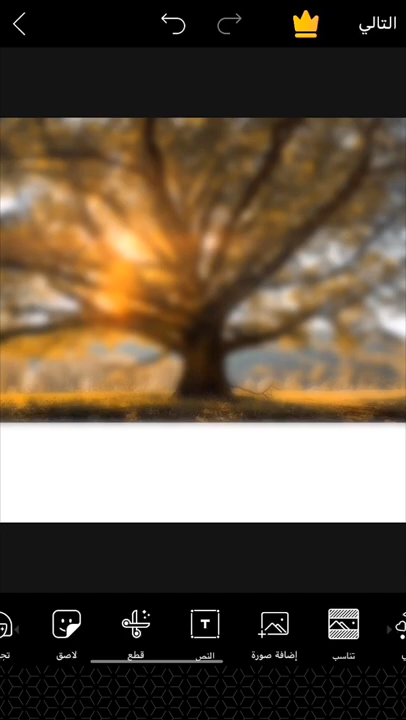 التالي
تناسب
إضافة صورة
النص
قطع
لاصق